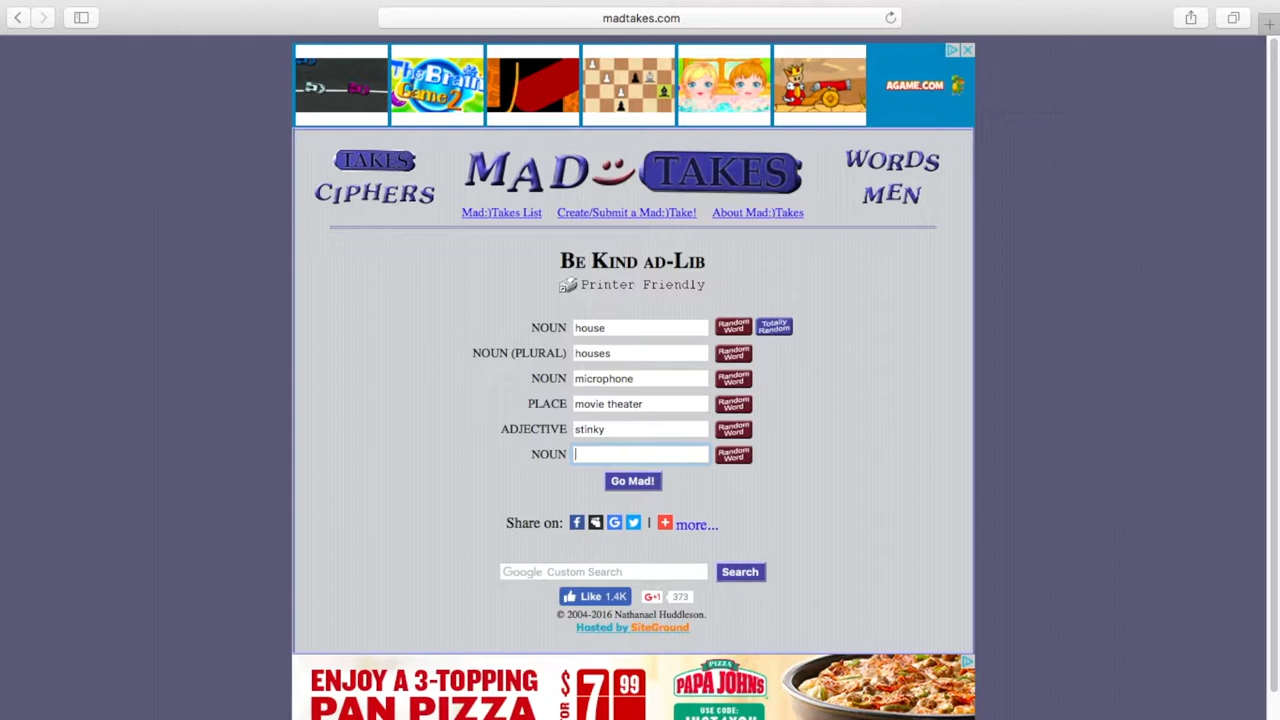 madtakes.com
The Brain
Game 2
AGAME.COM
TAKES
CIPHERS
MAD TAKES
WORDS
MEN
Mad:)Takes List Create/Submit a Mad:)Take! About Mad:)Takes
BE KIND AD-LIB
Printer Friendly
NOUN house Random Word Totally Random
NOUN (PLURAL) houses Random Word
NOUN microphone Random Word
PLACE movie theater Random Word
ADJECTIVE stinky Random Word
NOUN Random Word
Go Mad!
Share on: | more...
Google Custom Search Search
Like 1.4K G+1 373
© 2004-2016 Nathanael Huddleson.
Hosted by SiteGround
ENJOY A 3-TOPPING
PAN PIZZA
FOR $7.99
PIZZA
PAPA JOHNS
USE CODE: